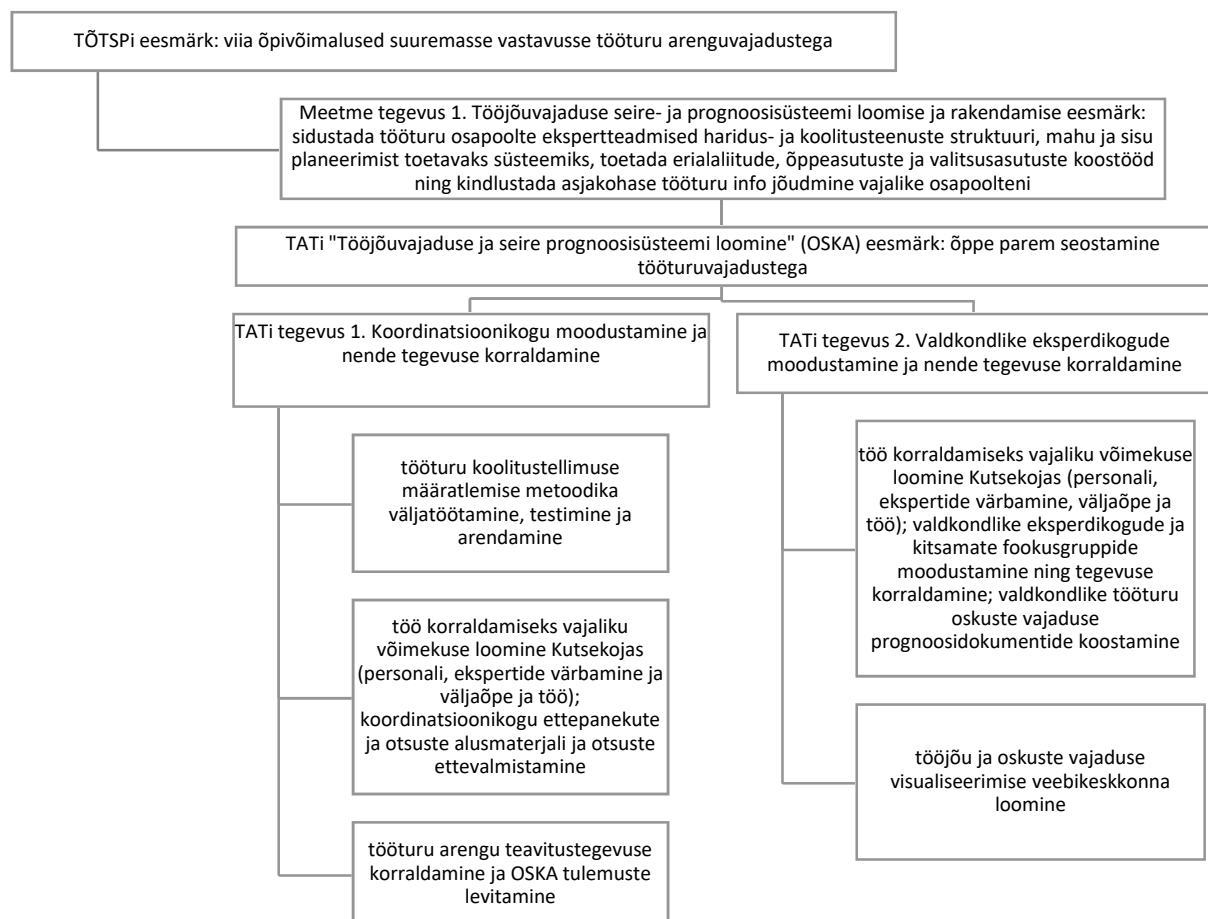 TÕTSPi eesmärk: viia õpivõimalused suuremasse vastavusse tööturu arenguvajadustega
Meetme tegevus 1. Tööjõuvajaduse seire- ja prognoosisüsteemi loomise ja rakendamise eesmärk:
sidustada tööturu osapoolte ekspertteadmised haridus- ja koolitusteenuste struktuuri, mahu ja sisu
planeerimist toetavaks süsteemiks, toetada erialaliitude, õppeasutuste ja valitsusasutuste koostööd
ning kindlustada asjakohase tööturu info jõudmine vajalike osapoolteni
TATi "Tööjõuvajaduse ja seire prognoosisüsteemi loomine" (OSKA) eesmärk: õppe parem seostamine
tööturuvajadustega
TATi tegevus 1. Koordinatsioonikogu moodustamine ja
nende tegevuse korraldamine
tööturu koolitustellimuse
määratlemise metoodika
väljatöötamine, testimine ja
arendamine
töö korraldamiseks vajaliku
võimekuse loomine Kutsekojas
(personali, ekspertide värbamine ja
väljaõpe ja töö);
koordinatsioonikogu ettepanekute
ja otsuste alusmaterjali ja otsuste
ettevalmistamine
tööturu arengu teavitustegevuse
korraldamine ja OSKA tulemuste
levitamine
TATi tegevus 2. Valdkondlike eksperdikogude
moodustamine ja nende tegevuse korraldamine
töö korraldamiseks vajaliku võimekuse
loomine Kutsekojas (personali,
ekspertide värbamine, väljaõpe ja
töö); valdkondlike eksperdikogude ja
kitsamate fookusgruppide
moodustamine ning tegevuse
korraldamine; valdkondlike tööturu
oskuste vajaduse
prognoosidokumentide koostamine
tööjõu ja oskuste vajaduse
visualiseerimise veebikeskkonna
loomine